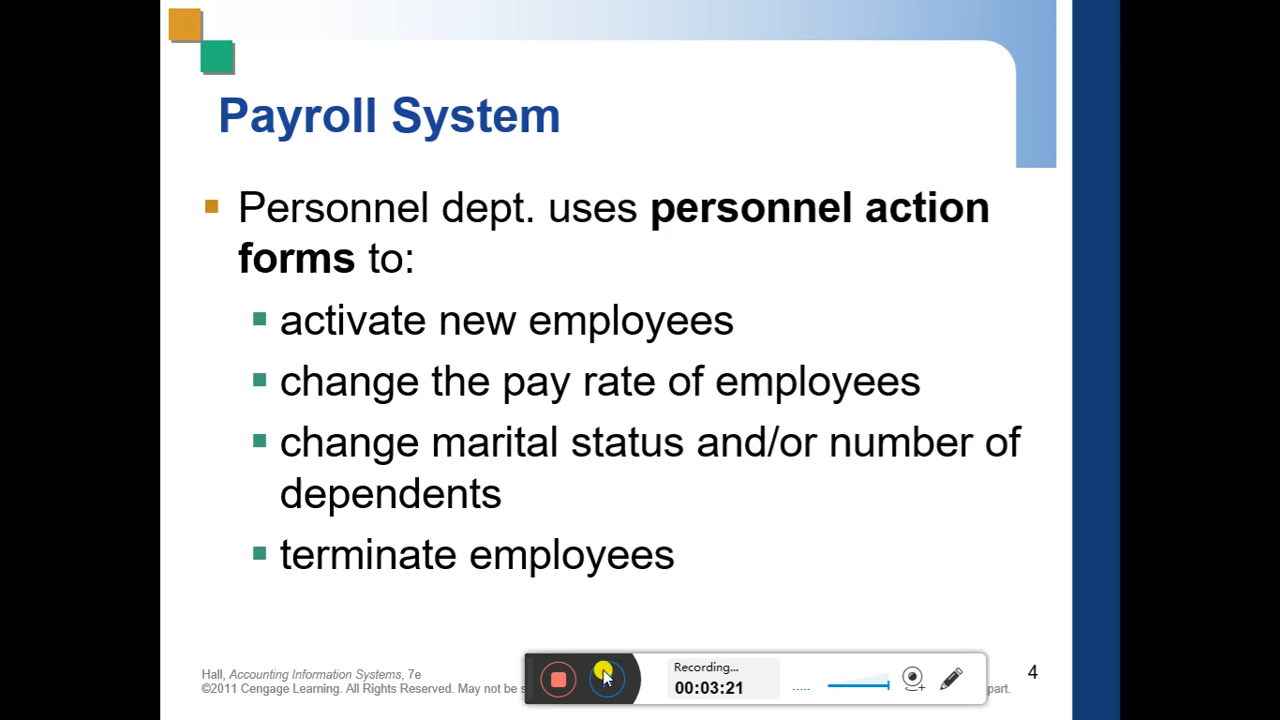 Payroll System
Personnel dept. uses personnel action
forms to:
activate new employees
change the pay rate of employees
change marital status and/or number of
dependents
terminate employees
Hall, Accounting Information Systems, 7e
©2011 Cengage Learning. All Rights Reserved. May not be
part.
Recording...
00:03:21
4